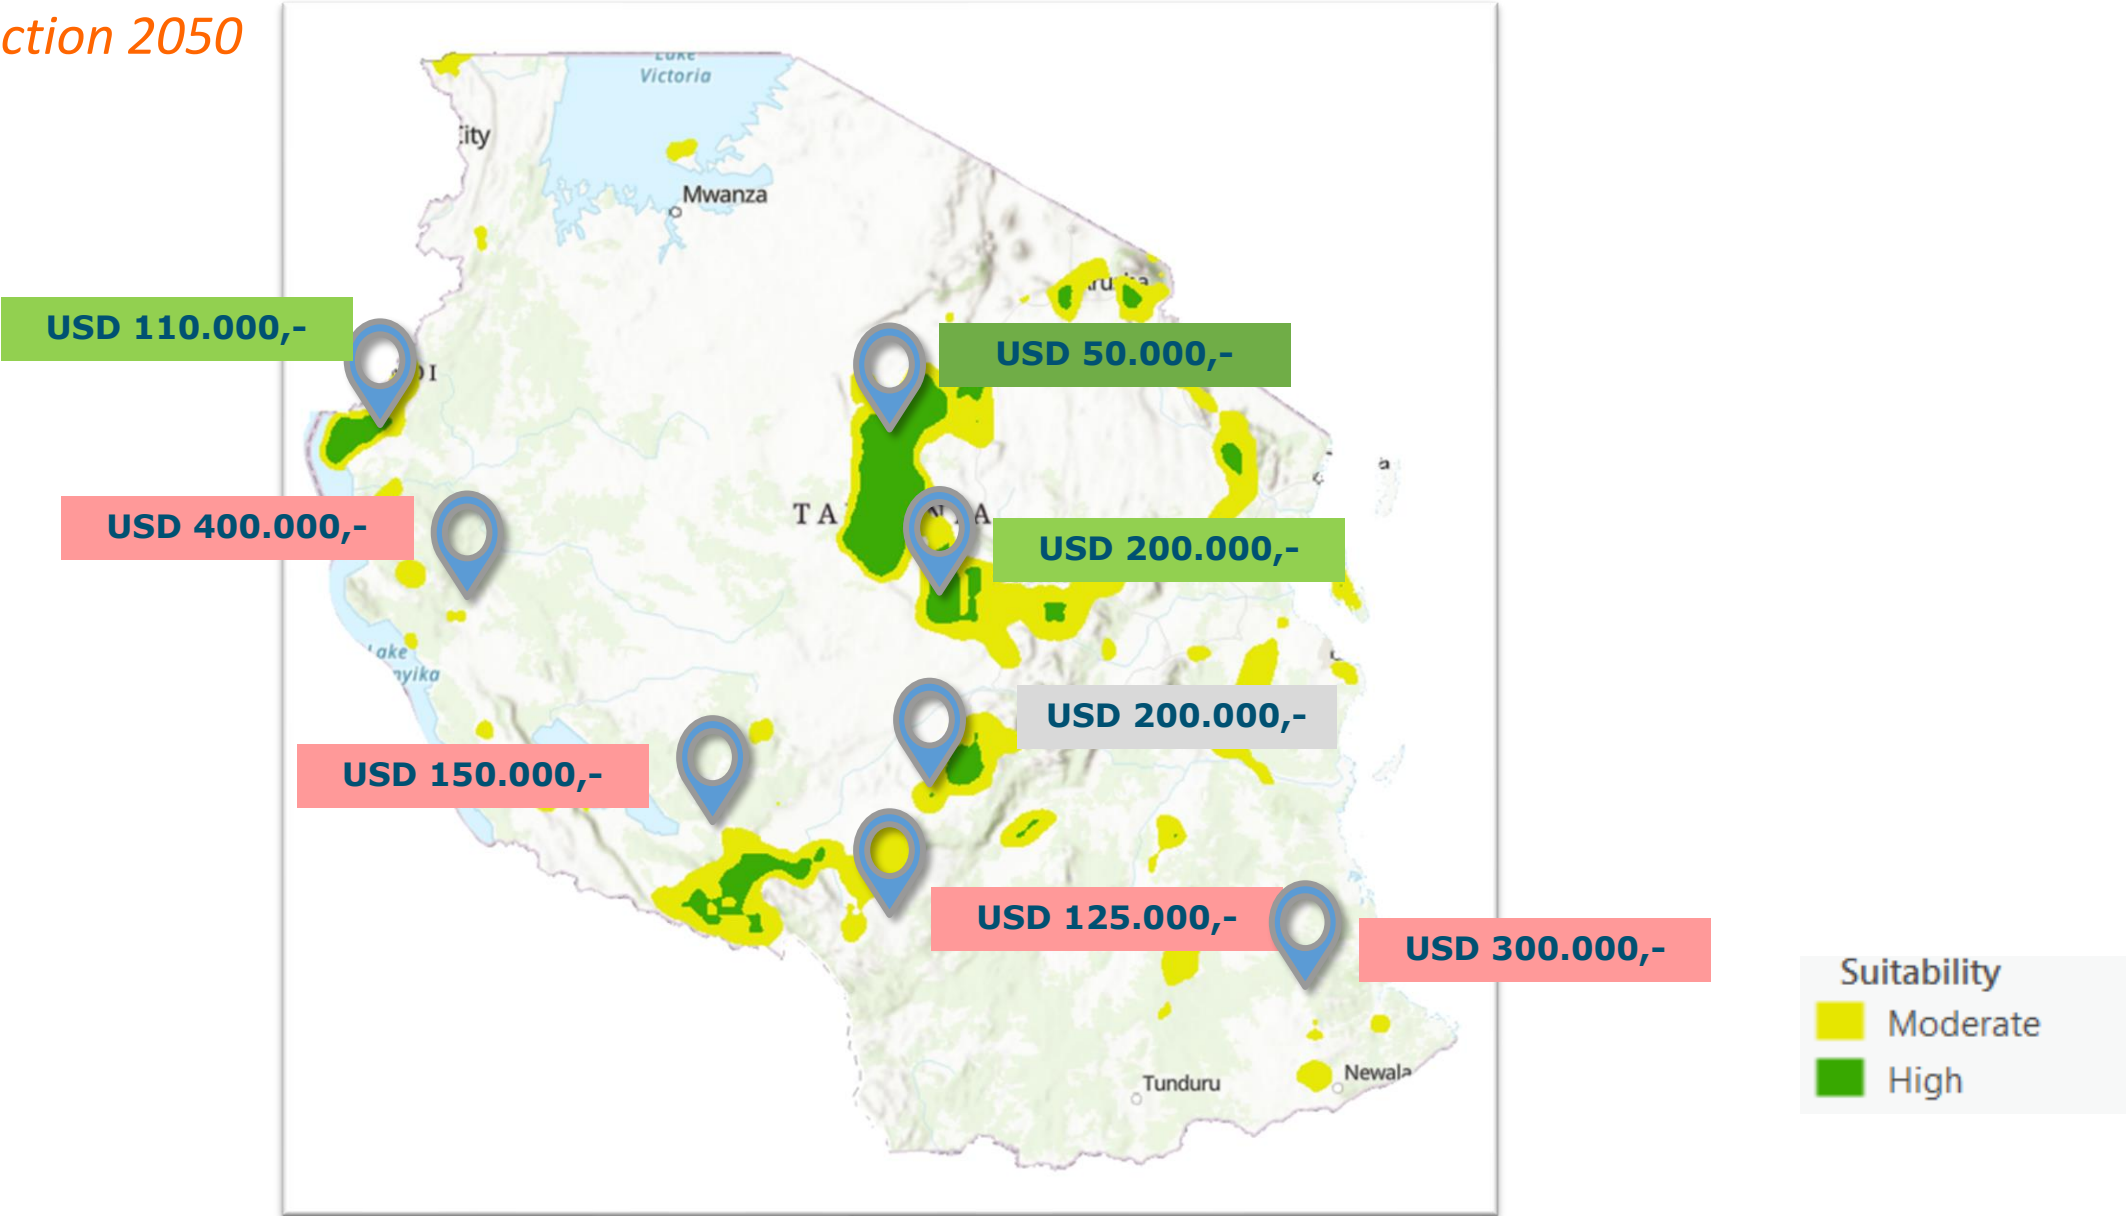 ction 2050
Victoria
City
Mwanza
USD 110.000,-
USD 50.000,-
USD 400.000,-
USD 200.000,-
USD 200.000,-
USD 150.000,-
USD 125.000,-
USD 300.000,-
Suitability
Moderate
High
Tunduru
Newala